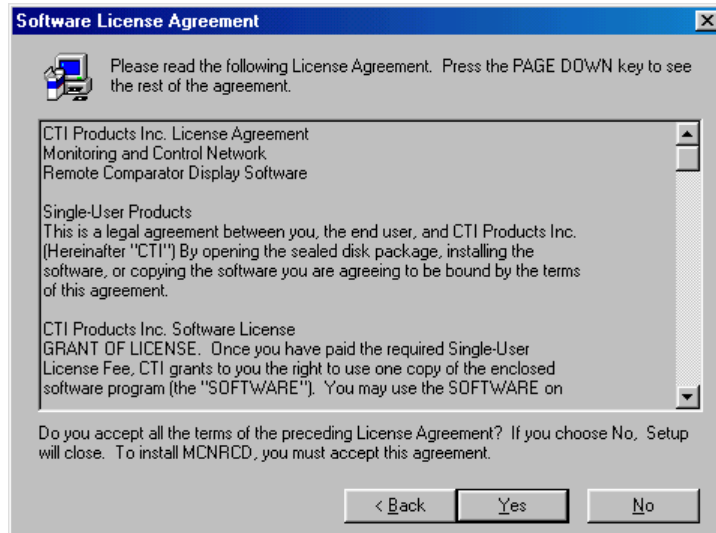 Software License Agreement
Please read the following License Agreement. Press the PAGE DOWN key to see
the rest of the agreement.
CTI Products Inc. License Agreement
Monitoring and Control Network
Remote Comparator Display Software
Single-User Products
This is a legal agreement between you, the end user, and CTI Products Inc.
(Hereinafter "CTI") By opening the sealed disk package, installing the
software, or copying the software you are agreeing to be bound by the terms
of this agreement.
CTI Products Inc. Software License
GRANT OF LICENSE. Once you have paid the required Single-User
License Fee, CTI grants to you the right to use one copy of the enclosed
software program (the "SOFTWARE"). You may use the SOFTWARE on
Do you accept all the terms of the preceding License Agreement? If you choose No, Setup
will close. To install MCNRCD, you must accept this agreement.
< Back Yes No